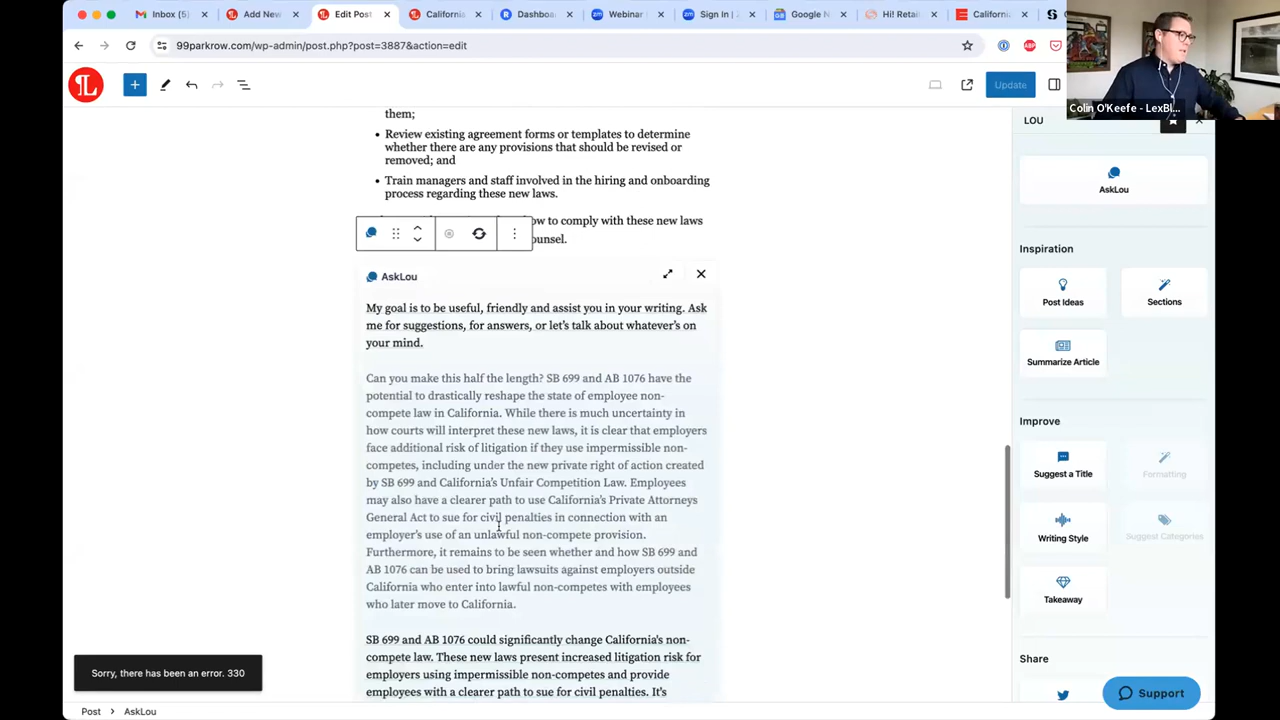 Inbox (5)
Add New
Edit Post
California
Dashboa
Webinar
Sign In |
Google N
Hi! Retail
California
99parkrow.com/wp-admin/post.php?post=3887&action=edit
Update
Colin O'Keefe - LexBl...
LOU
them;
• Review existing agreement forms or templates to determine
whether there are any provisions that should be revised or
removed; and
• Train managers and staff involved in the hiring and onboarding
process regarding these new laws.
how to comply with these new laws
ounsel.
AskLou
My goal is to be useful, friendly and assist you in your writing. Ask
me for suggestions, for answers, or let's talk about whatever's on
your mind.
Can you make this half the length? SB 699 and AB 1076 have the
potential to drastically reshape the state of employee non-
compete law in California. While there is much uncertainty in
how courts will interpret these new laws, it is clear that employers
face additional risk of litigation if they use impermissible non-
competes, including under the new private right of action created
by SB 699 and California's Unfair Competition Law. Employees
may also have a clearer path to use California's Private Attorneys
General Act to sue for civil penalties in connection with an
employer's use of an unlawful non-compete provision.
Furthermore, it remains to be seen whether and how SB 699 and
AB 1076 can be used to bring lawsuits against employers outside
California who enter into lawful non-competes with employees
who later move to California.
SB 699 and AB 1076 could significantly change California's non-
compete law. These new laws present increased litigation risk for
employers using impermissible non-competes and provide
employees with a clearer path to sue for civil penalties. It's
AskLou
Inspiration
Post Ideas
Sections
Summarize Article
Improve
Suggest a Title
Formatting
Writing Style
Suggest Categories
Takeaway
Share
Support
Sorry, there has been an error. 330
Post > AskLou